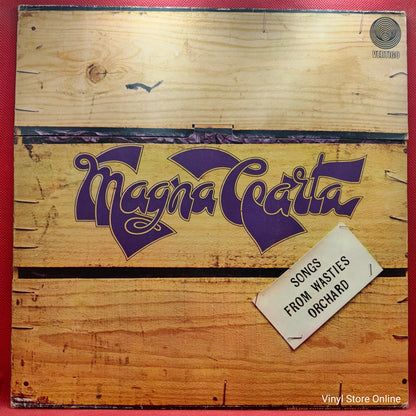 VERTIGO
Magna Carta
SONGS
FROM WASTIES
ORCHARD
Vinyl Store Online